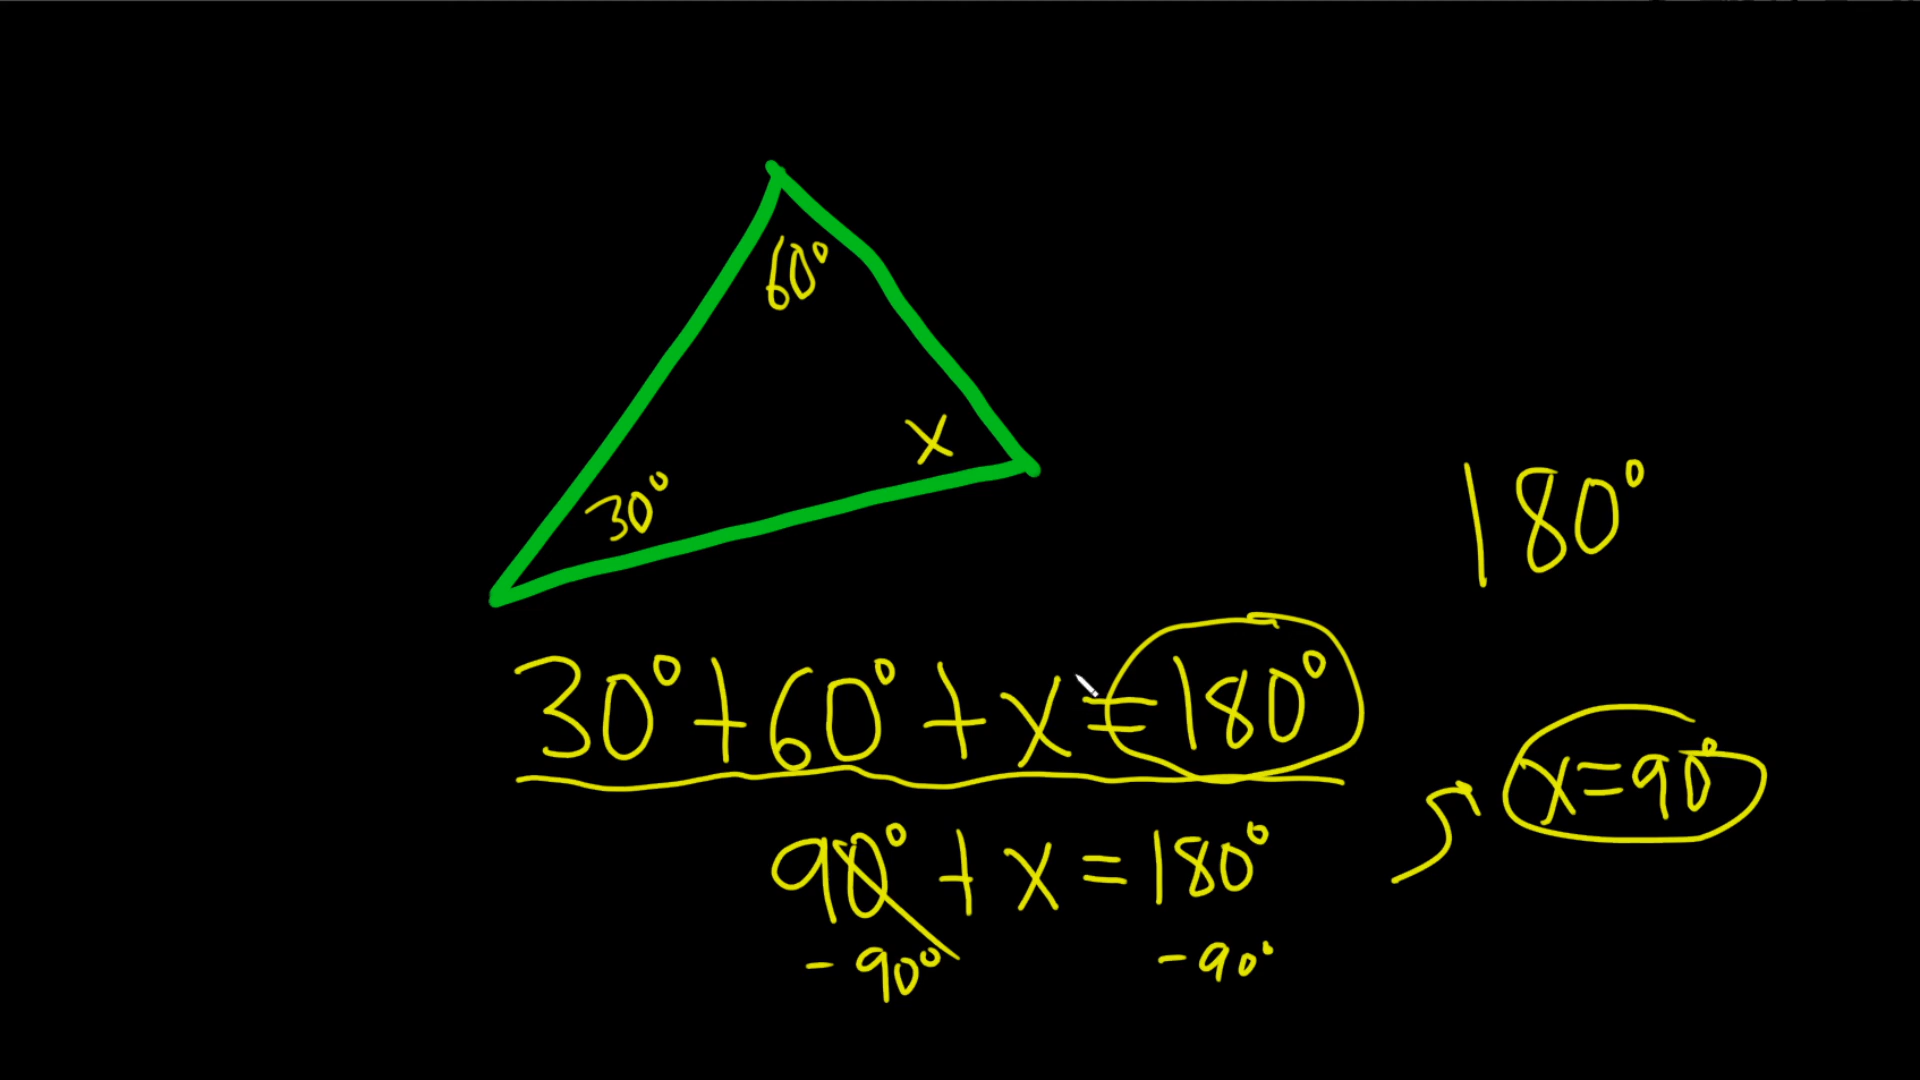 60°
x
30°
180°
30° + 60° + x = 180°
x = 90°
90° + x = 180°
- 90° - 90°